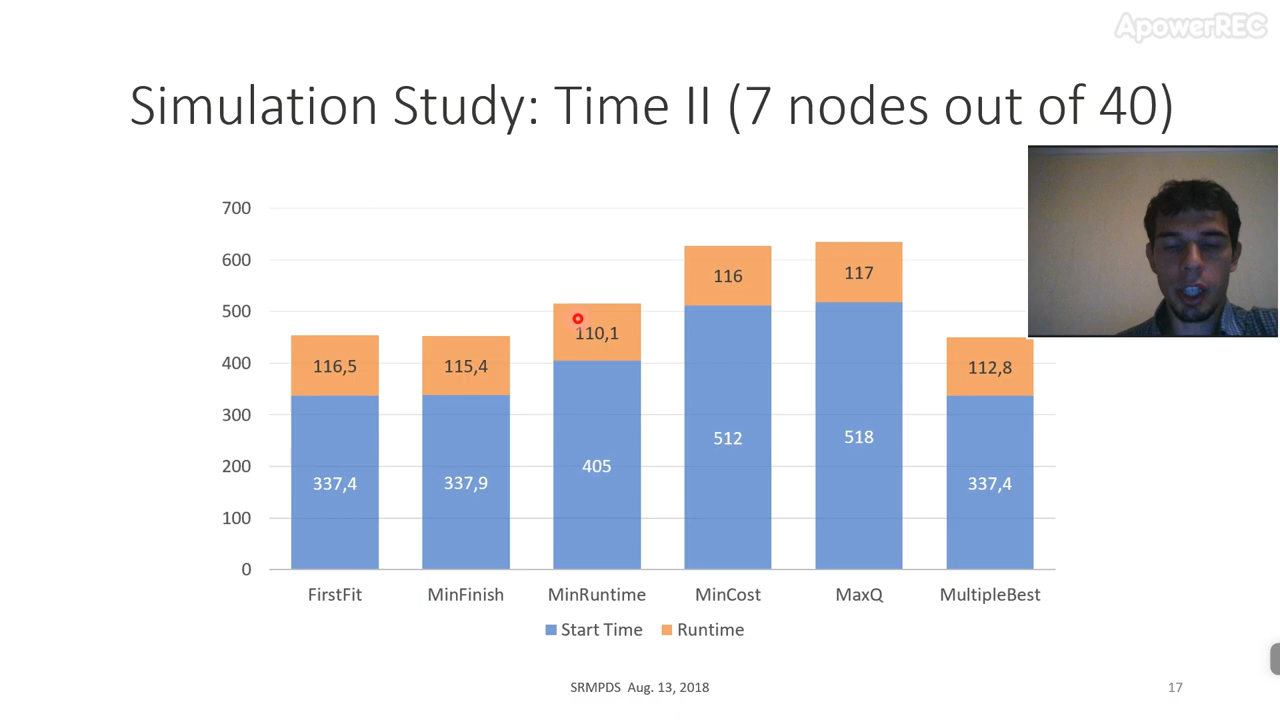 ApowerREC
Simulation Study: Time II (7 nodes out of 40)
700
600
500
400
300
200
100
0
116,5
115,4
110,1
116
117
112,8
337,4
337,9
405
512
518
337,4
FirstFit
MinFinish
MinRuntime
MinCost
MaxQ
MultipleBest
Start Time
Runtime
SRMPDS Aug. 13, 2018
17